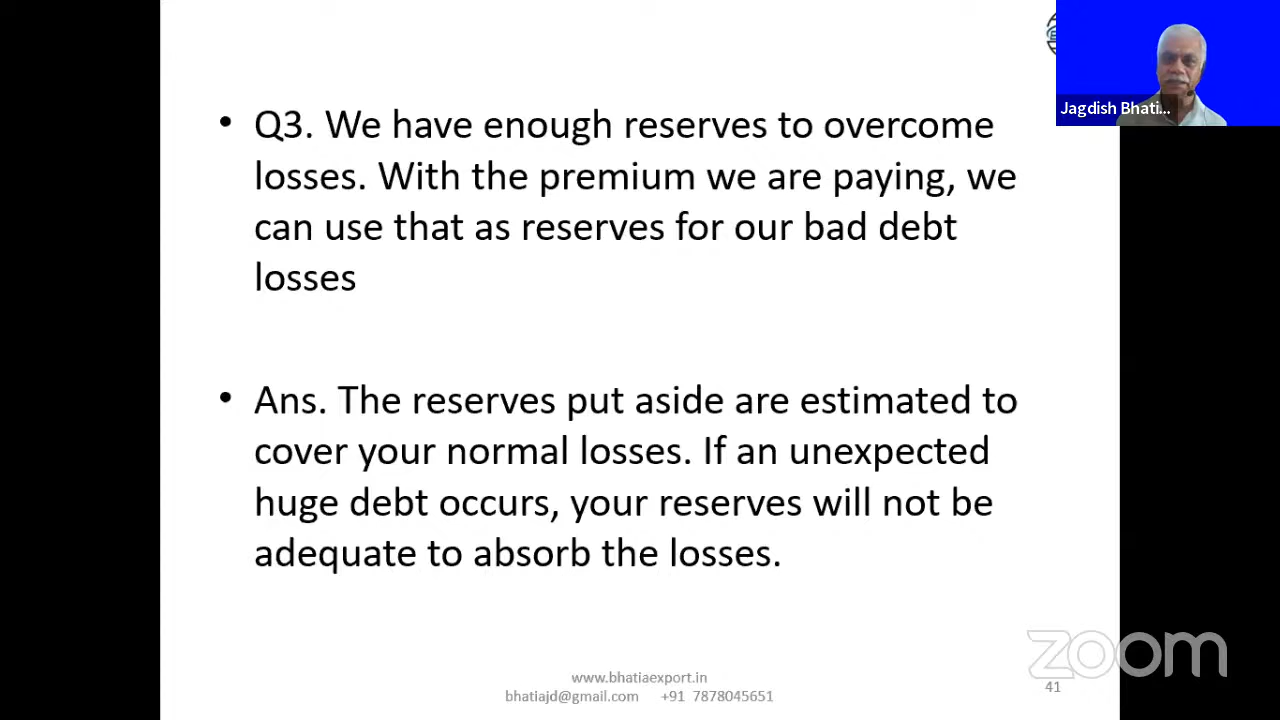 • Q3. We have enough reserves to overcome
losses. With the premium we are paying, we
can use that as reserves for our bad debt
losses
• Ans. The reserves put aside are estimated to
cover your normal losses. If an unexpected
huge debt occurs, your reserves will not be
adequate to absorb the losses.
Jagdish Bhati...
zoom
www.bhatiaexport.in
bhatiajd@gmail.com +91 7878045651
41